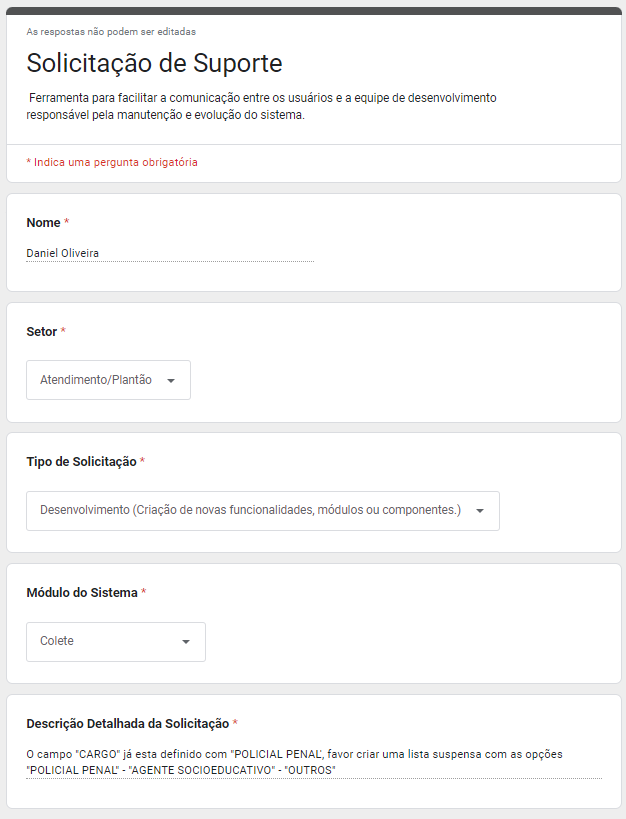 As respostas não podem ser editadas
Solicitação de Suporte
Ferramenta para facilitar a comunicação entre os usuários e a equipe de desenvolvimento
responsável pela manutenção e evolução do sistema.
* Indica uma pergunta obrigatória
Nome *
Daniel Oliveira
Setor *
Atendimento/Plantão
Tipo de Solicitação *
Desenvolvimento (Criação de novas funcionalidades, módulos ou componentes.)
Módulo do Sistema *
Colete
Descrição Detalhada da Solicitação *
O campo "CARGO" já esta definido com "POLICIAL PENAL', favor criar uma lista suspensa com as opções
"POLICIAL PENAL" - "AGENTE SOCIOEDUCATIVO" - "OUTROS"